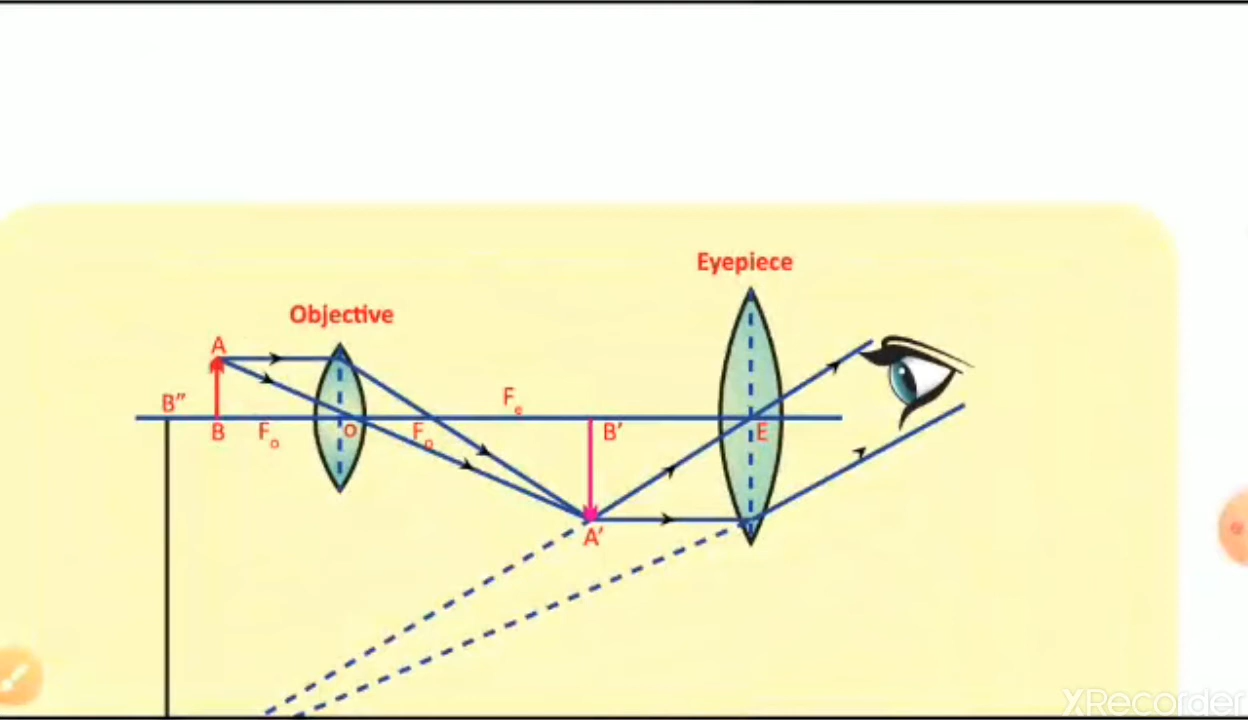 Eyepiece
Objective
A
B″
F e
B
F o
O
F o
B′
E
A′
XRecorder